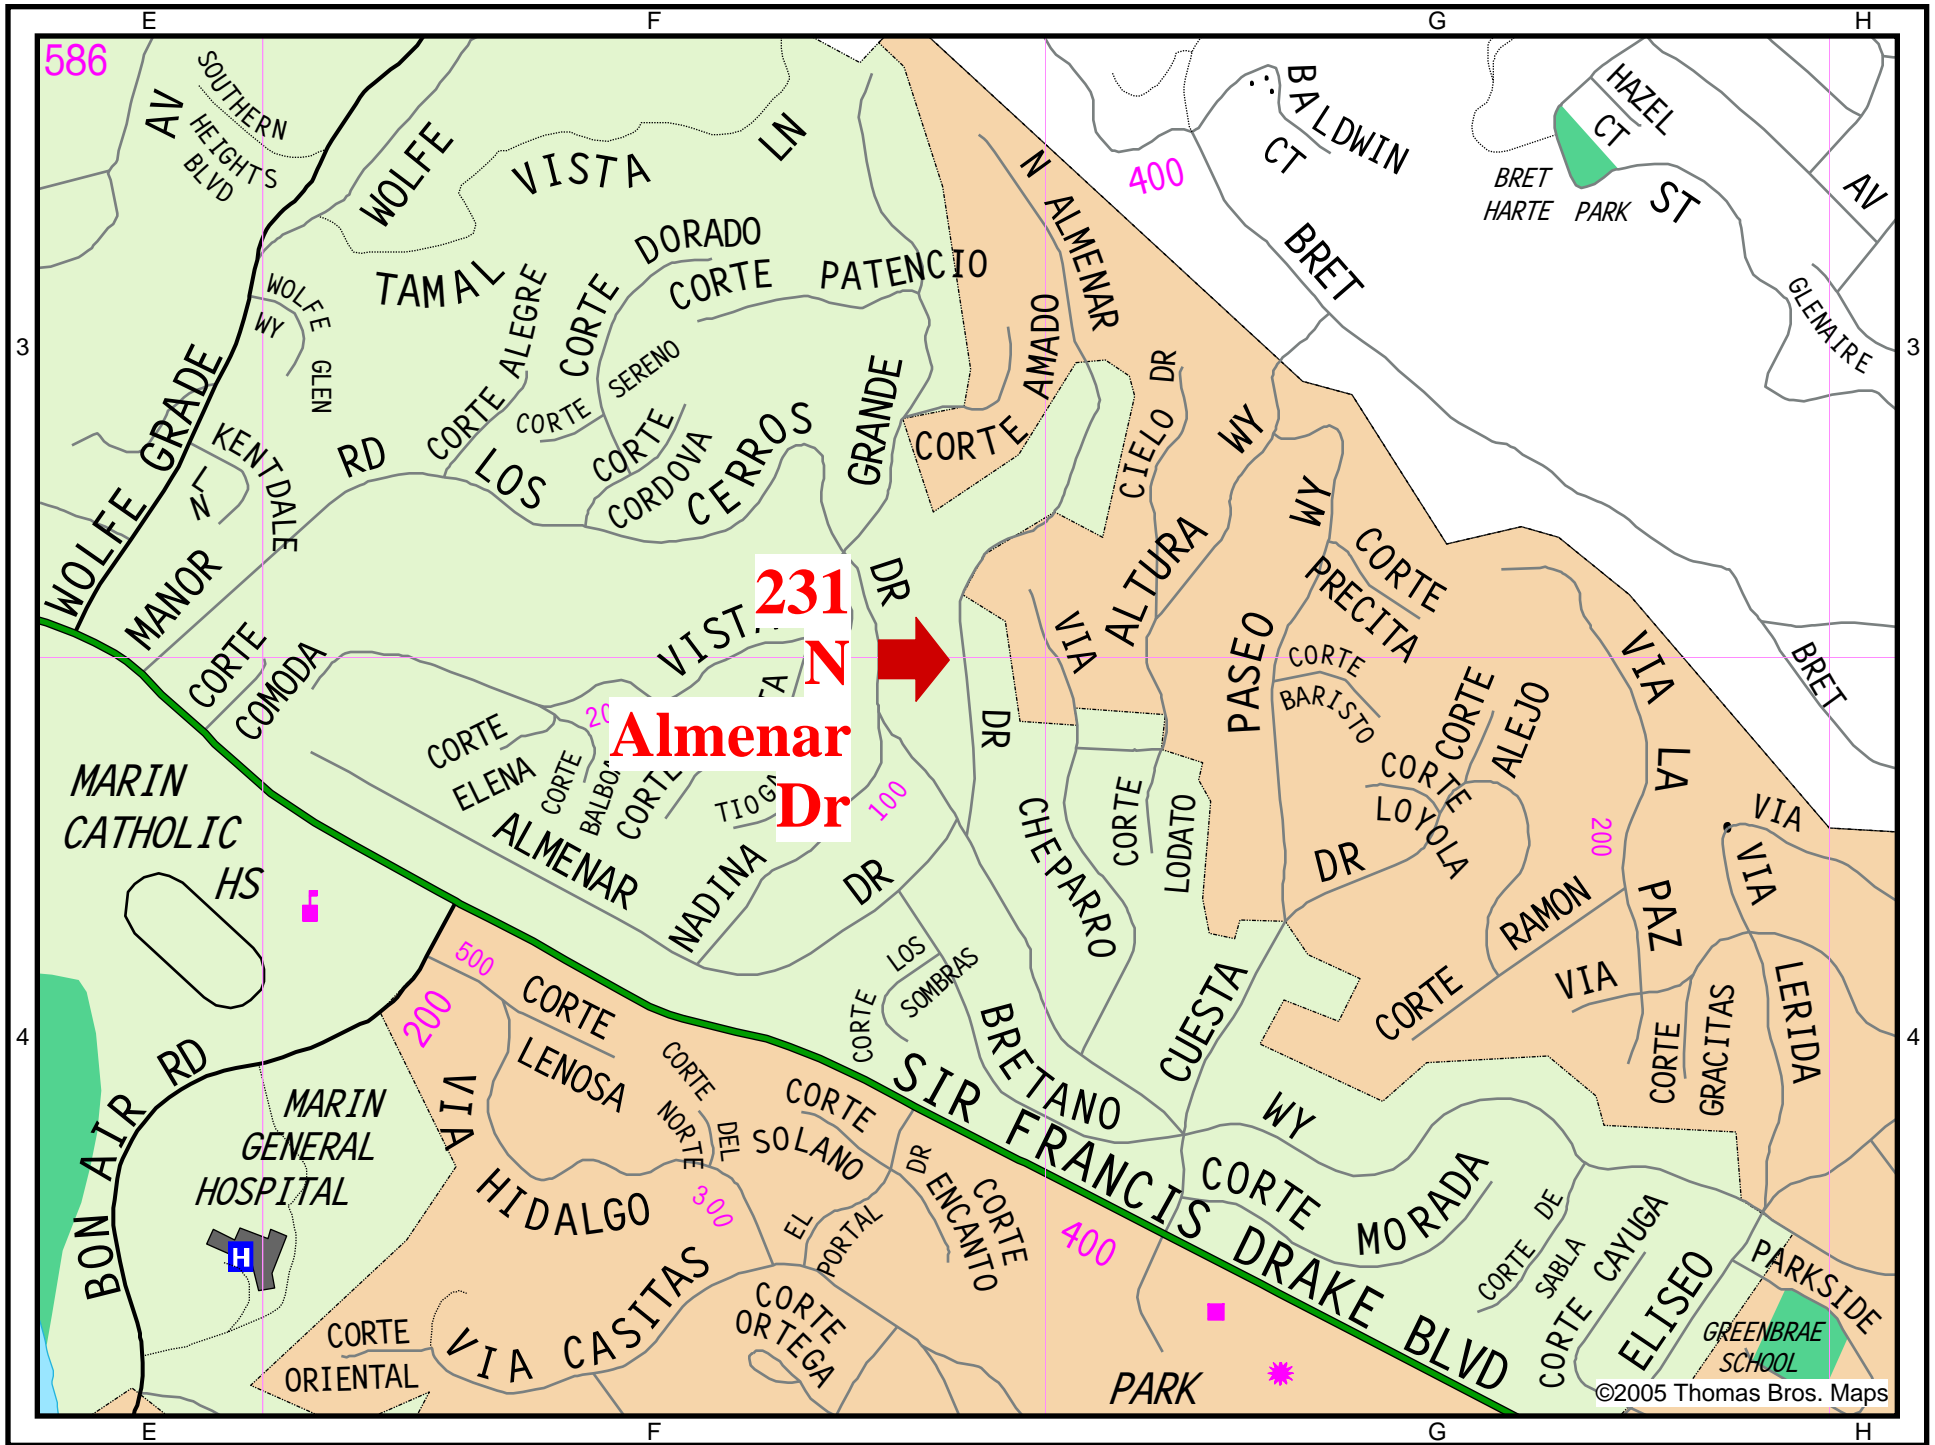 E F G H
586
SOUTHERN
HEIGHTS
BLVD
AV
WOLFE
VISTA
LN
N ALMENAR
BALDWIN
CT
400
HAZEL
CT
BRET
HARTE PARK
ST
AV
BRET
GLENAIRE
DORADO
CORTE
CORTE PATENCIO
TAMAL
WOLFE
WY
GLEN
CORTE ALEGRE
SERENO
CORTE
AMADO
CORTE
3
3
WOLFE GRADE
KENTDALE
LN
RD
LOS
CERROS
CORTE
CORDOVA
GRANDE
DR
CIELO DR
ALTURA
WY
WY
CORTE
PRECITA
MANOR
CORTE
COMODA
231
N
Almenar
Dr
VISTA
VIA
PASEO
CORTE
BARISTO
CORTE
ALEJO
VIA
LA
PAZ
BRET
DR
CORTE
ELENA
CORTE
BALBOA
CORTE
TIOGA
100
CHEPARRO
CORTE
LODATO
CORTE
LOYOLA
DR
200
VIA
VIA
MARIN
CATHOLIC
HS
ALMENAR
NADINA
DR
LOS
SOMBRAS
CORTE
RAMON
CORTE
VIA
LERIDA
CORTE
GRACITAS
500
200
CORTE
LENOSA
CORTE
DEL
NORTE
CORTE
SOLANO
BRETANO
CUESTA
WY
4
4
BON AIR
RD
MARIN
GENERAL
HOSPITAL
H
VIA
HIDALGO
300
EL
PORTAL
DR
CORTE
ENCANTO
SIR FRANCIS DRAKE BLVD
400
CORTE
MORADA
CORTE
DE
SABLA
CORTE
CAYUGA
ELISEO
PARKSIDE
GREENBRAE
SCHOOL
CORTE
ORIENTAL
VIA CASITAS
CORTE
ORTEGA
PARK
©2005 Thomas Bros. Maps
E F G H